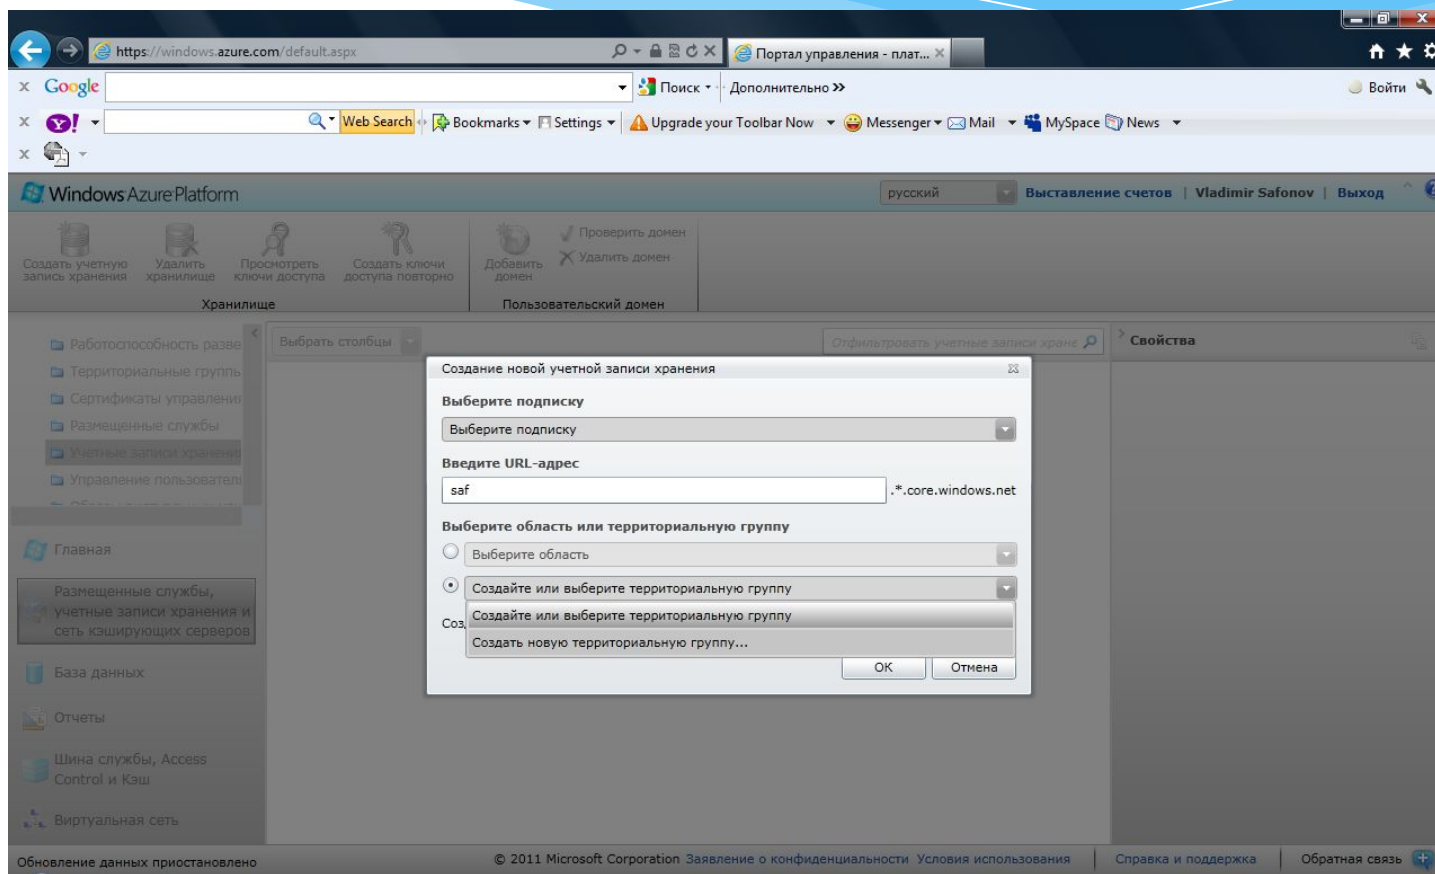 https://windows.azure.com/default.aspx
Портал управления - плат...
Google
Поиск
Дополнительно
Войти
Web Search
Bookmarks
Settings
Upgrade your Toolbar Now
Messenger
Mail
MySpace
News
Windows Azure Platform
русский
Выставление счетов | Vladimir Safonov | Выход
Создать учетную запись хранения
Удалить хранилище
Просмотреть ключи доступа
Создать ключи доступа повторно
Добавить домен
Проверить домен
Удалить домен
Хранилище
Пользовательский домен
Работоспособность разве
Территориальные группы
Сертификаты управлени
Размещенные службы
Учетные записи хранения
Управление пользовател
Выбрать столбцы
Отфильтровать учетные записи хране
Свойства
Создание новой учетной записи хранения
Выберите подписку
Выберите подписку
Введите URL-адрес
saf
.*.core.windows.net
Выберите область или территориальную группу
Выберите область
Создайте или выберите территориальную группу
Создайте или выберите территориальную группу
Соз
Создать новую территориальную группу...
OK
Отмена
Главная
Размещенные службы,
учетные записи хранения и
сеть кэширующих серверов
База данных
Отчеты
Шина службы, Access
Control и Кэш
Виртуальная сеть
Обновление данных приостановлено
© 2011 Microsoft Corporation Заявление о конфиденциальности Условия использования
Справка и поддержка
Обратная связь